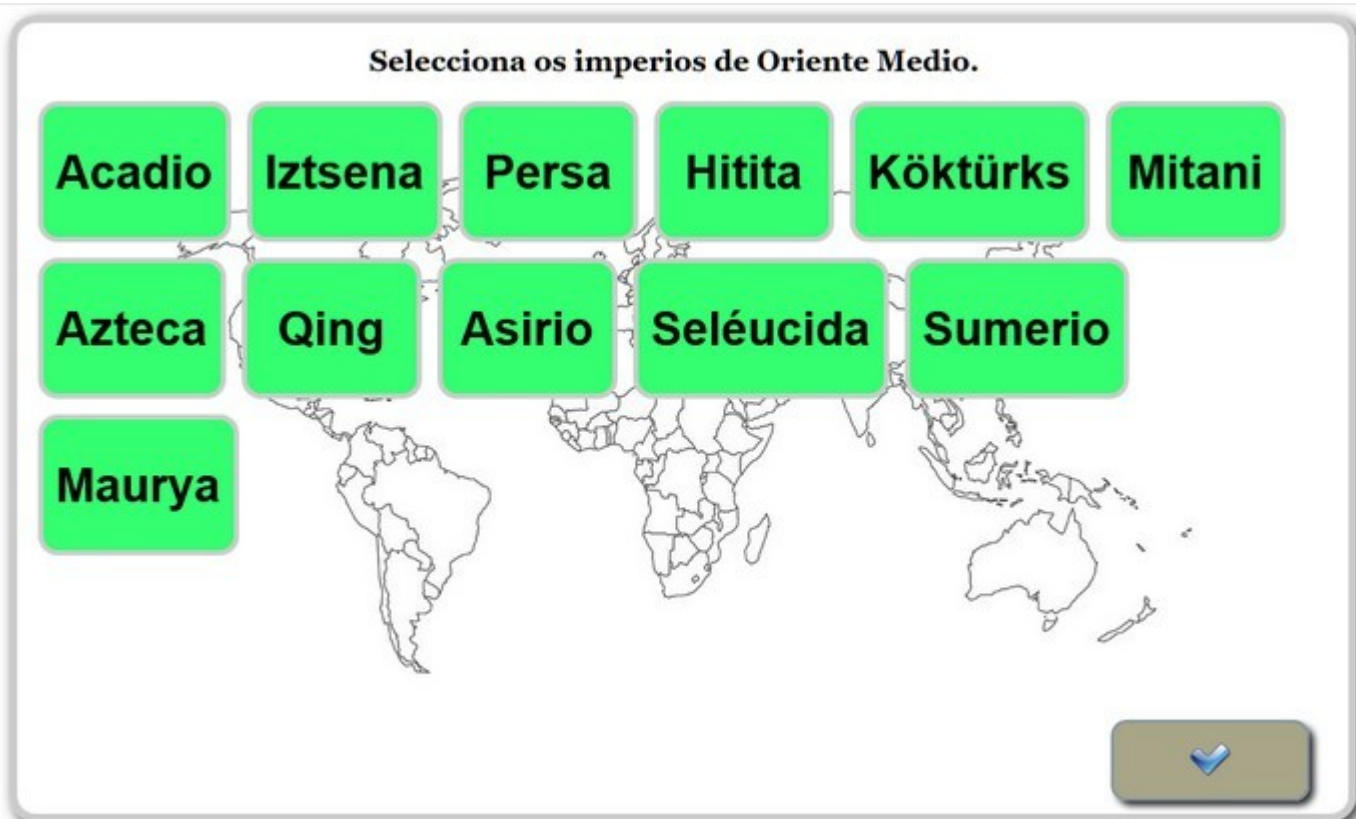 Selecciona os imperios de Oriente Medio.
Acadio Iztsena Persa Hitita Köktürks Mitani
Azteca Qing Asirio Seléucida Sumerio
Maurya